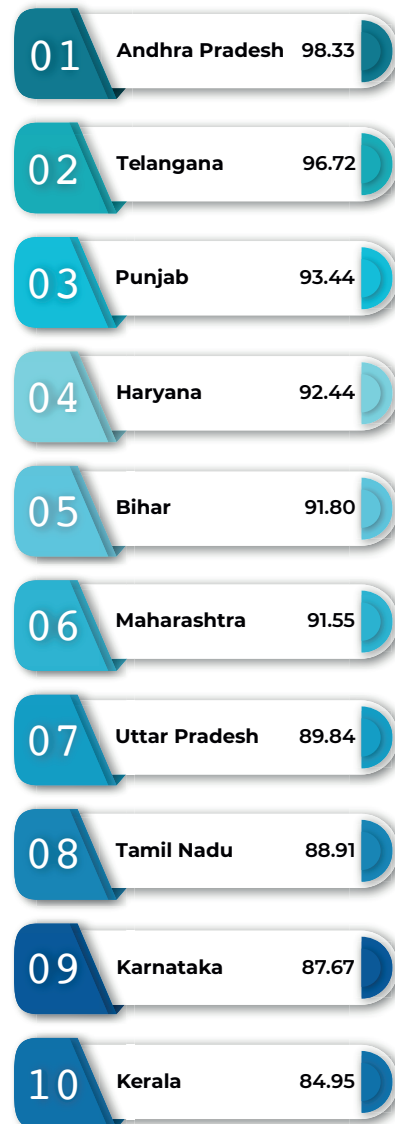 01 Andhra Pradesh 98.33
02 Telangana 96.72
03 Punjab 93.44
04 Haryana 92.44
05 Bihar 91.80
06 Maharashtra 91.55
07 Uttar Pradesh 89.84
08 Tamil Nadu 88.91
09 Karnataka 87.67
10 Kerala 84.95